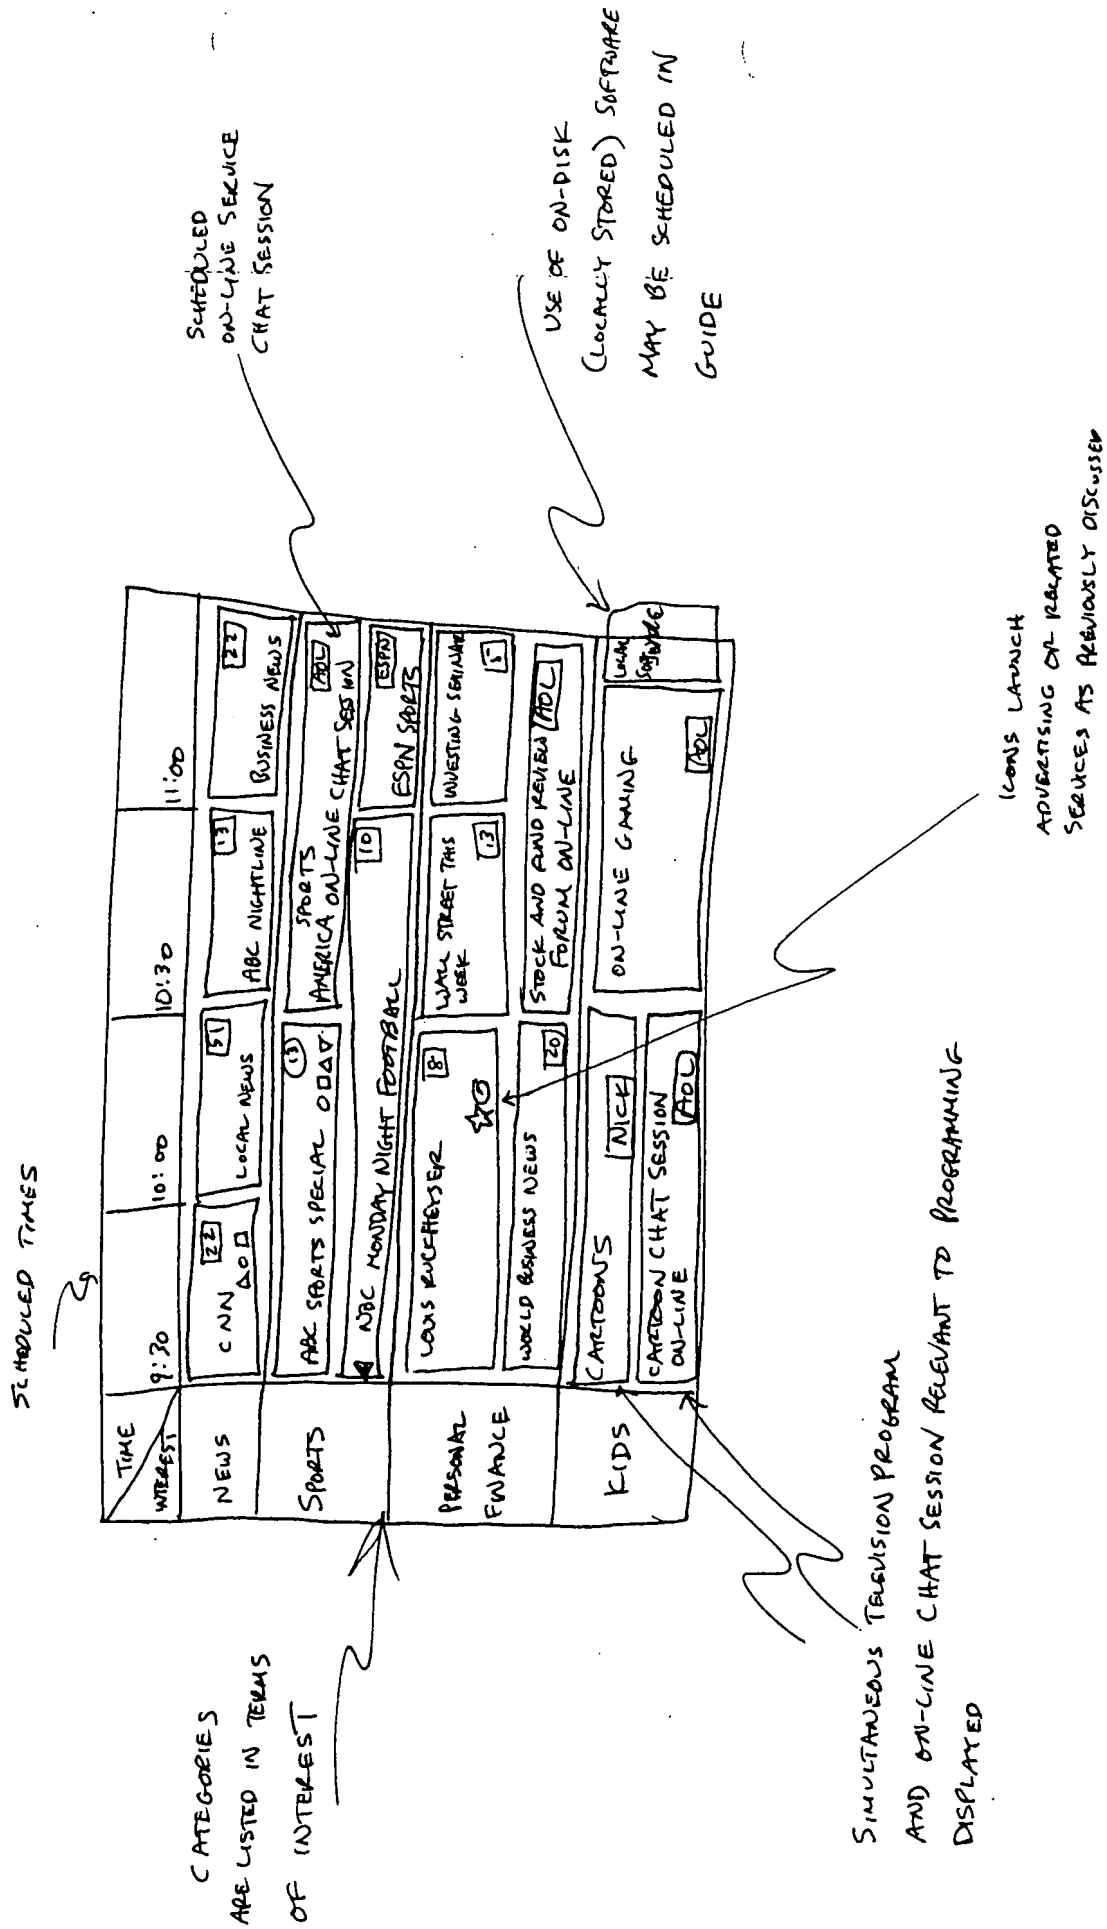 SCHEDULED TIMES
TIME
INTEREST
9:30
10:00
10:30
11:00
NEWS
CNN
22
LOCAL NEWS
51
ABC NIGHTLINE
13
BUSINESS NEWS
22
SPORTS
ABC SPORTS SPECIAL
13
SPORTS
AMERICA ON-LINE CHAT SESSION
AOL
NBC MONDAY NIGHT FOOTBALL
10
ESPN SPORTS
ESPN
PERSONAL
FINANCE
LOUIS RUCKHEYSER
8
WALL STREET THIS
WEEK
13
INVESTING SEMINAR
5
WORLD BUSINESS NEWS
20
STOCK AND FUND REVIEW
FORUM ON-LINE
AOL
KIDS
CARTOONS
NICK
CARTOON CHAT SESSION
ON-LINE
AOL
ON-LINE GAMING
AOL
LOCAL
SOFTWARE
CATEGORIES
ARE LISTED IN TERMS
OF INTEREST
SCHEDULED
ON-LINE SERVICE
CHAT SESSION
USE OF ON-DISK
(LOCALLY STORED) SOFTWARE
MAY BE SCHEDULED IN
GUIDE
SIMULTANEOUS TELEVISION PROGRAM
AND ON-LINE CHAT SESSION RELEVANT TO PROGRAMMING
DISPLAYED
ICONS LAUNCH
ADVERTISING OR RELATED
SERVICES AS PREVIOUSLY DISCUSSED